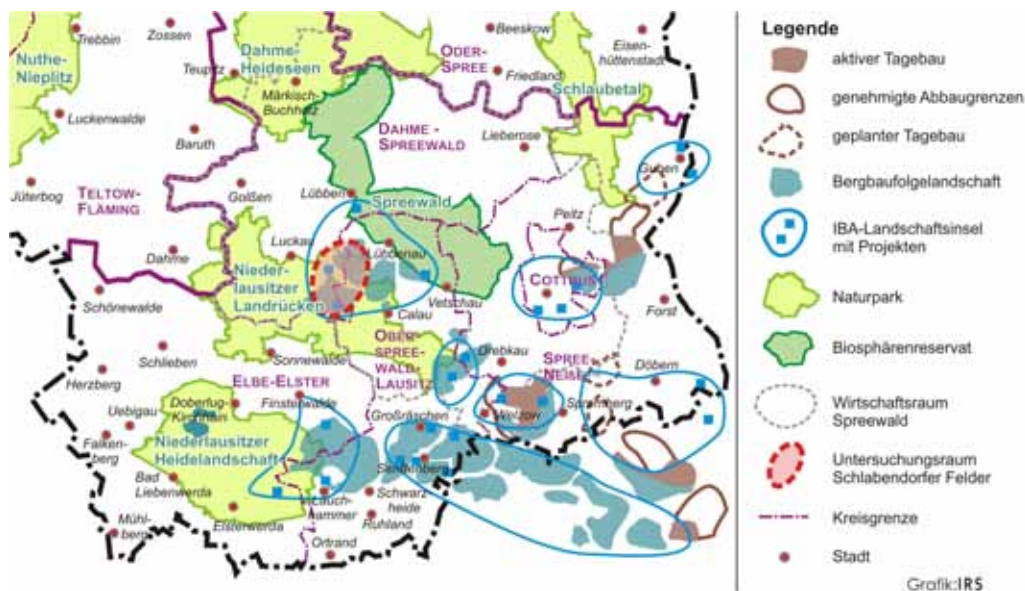 Trebbin
Zossen
Beeskow
Eisen-
hüttenstadt
Nuthe-
Nieplitz
Dahme-
Heideseen
ODER-
SPREE
Teupitz
Friedland
Märkisch-
Buchholz
Schlaubetal
Luckenwalde
Baruth
DAHME -
SPREEWALD
Lieberose
Guben
Jüterbog
TELTOW-
FLÄMING
Golßen
Lübben
Spreewald
Peitz
Luckau
Lübbenau
Dahme
Nieder-
lausitzer
Landrücken
COTTBUS
Vetschau
Schönewalde
Calau
Forst
Schlieben
Sonnewalde
OBER-
SPREE-
WALD-
LAUSITZ
Drebkau
SPREE-
NEIßE
Döbern
Herzberg
ELBE-ELSTER
Doberlug-
Kirchhain
Finsterwalde
Großräschen
Welzow
Spremberg
Uebigau
Falken-
berg
Niederlausitzer
Heidelandschaft
Senftenberg
Bad
Liebenwerda
Lauch-
hammer
Schwarz-
heide
Mühl-
berg
Elsterwerda
Ruhland
Ortrand
Legende
aktiver Tagebau
genehmigte Abbaugrenzen
geplanter Tagebau
Bergbaufolgelandschaft
IBA-Landschaftsinsel
mit Projekten
Naturpark
Biosphärenreservat
Wirtschaftsraum
Spreewald
Untersuchungsraum
Schlabendorfer Felder
Kreisgrenze
Stadt
Grafik:IRS